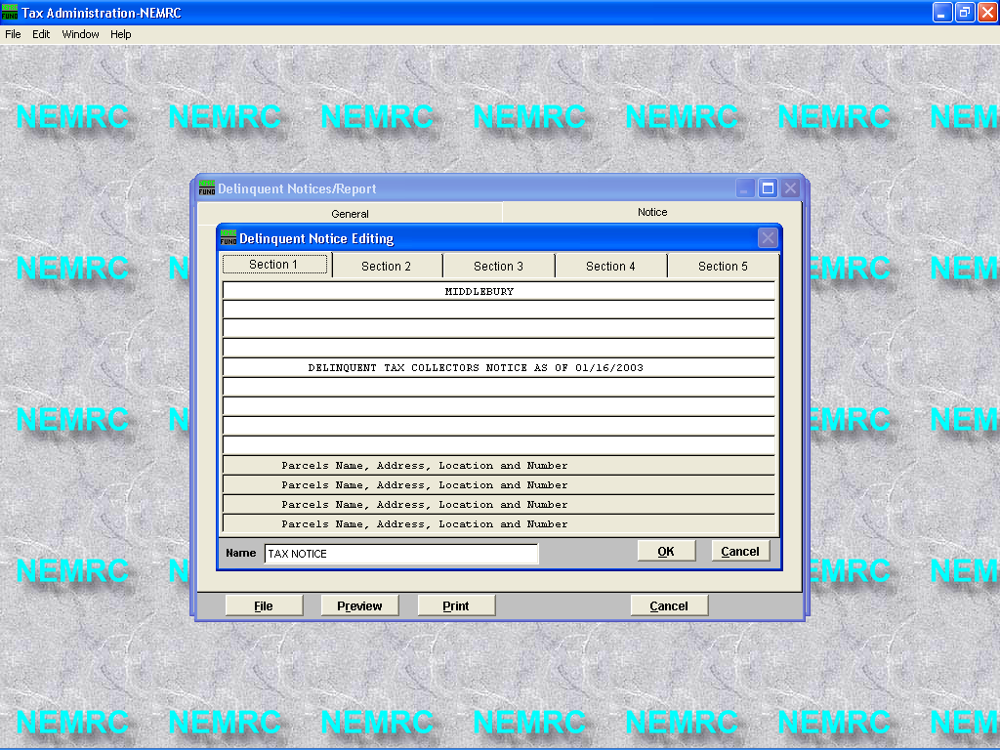 FUND Tax Administration-NEMRC
File Edit Window Help
NEMRC NEMRC NEMRC NEMRC NEMRC NEMRC NEM
FUND Delinquent Notices/Report
General Notice
FUND Delinquent Notice Editing
Section 1 Section 2 Section 3 Section 4 Section 5
NEMRC N EMRC NEM
MIDDLEBURY
DELINQUENT TAX COLLECTORS NOTICE AS OF 01/16/2003
NEMRC N EMRC NEM
Parcels Name, Address, Location and Number
Parcels Name, Address, Location and Number
Parcels Name, Address, Location and Number
Parcels Name, Address, Location and Number
Name TAX NOTICE OK Cancel
NEMRC N EMRC NEM
File Preview Print Cancel
NEMRC NEMRC NEMRC NEMRC NEMRC NEMRC NEM